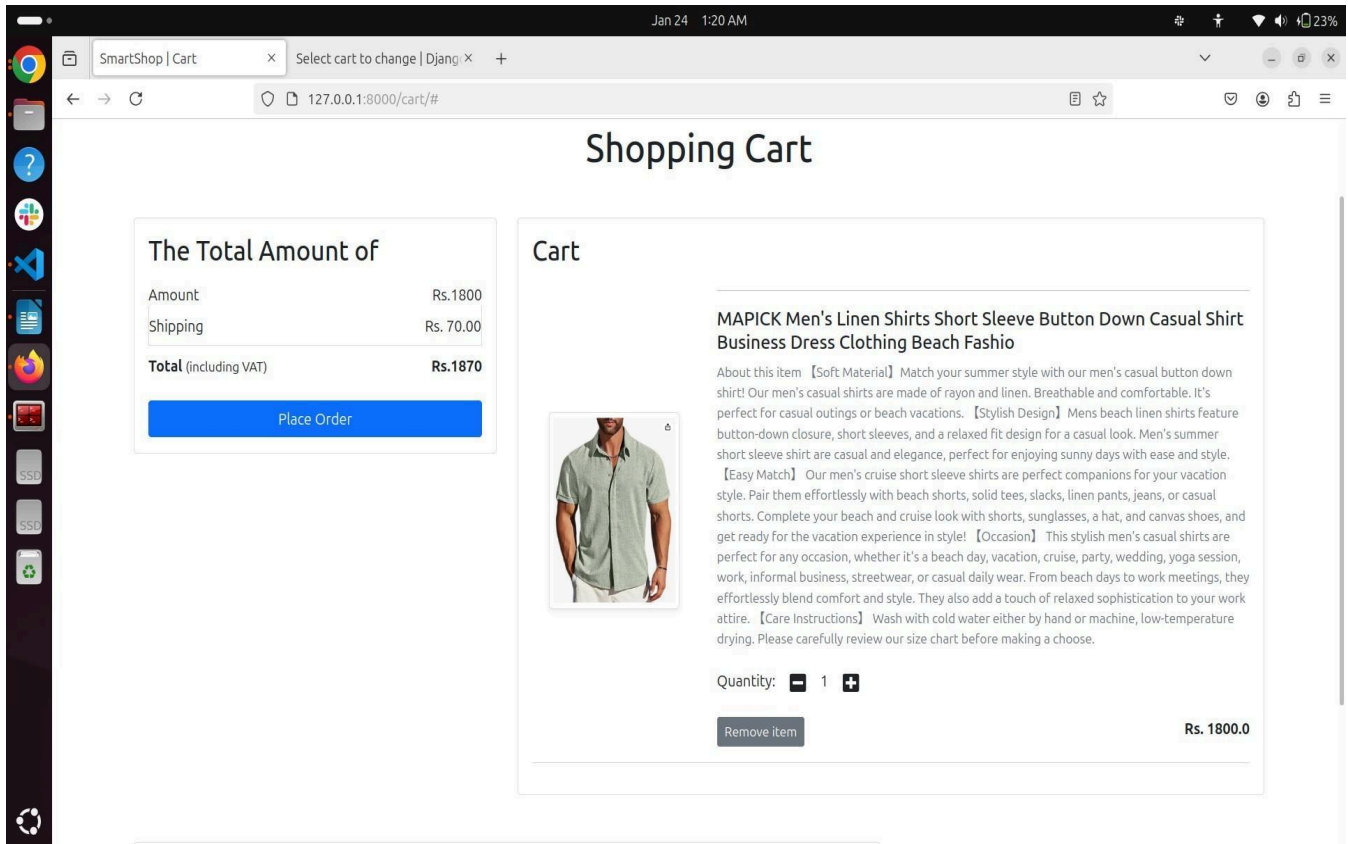 Jan 24 1:20 AM
23%
SmartShop | Cart
Select cart to change | Djang
127.0.0.1:8000/cart/#
Shopping Cart
The Total Amount of
Amount Rs.1800
Shipping Rs. 70.00
Total (including VAT) Rs.1870
Place Order
Cart
MAPICK Men's Linen Shirts Short Sleeve Button Down Casual Shirt
Business Dress Clothing Beach Fashio
About this item 【Soft Material】Match your summer style with our men's casual button down
shirt! Our men's casual shirts are made of rayon and linen. Breathable and comfortable. It's
perfect for casual outings or beach vacations. 【Stylish Design】Mens beach linen shirts feature
button-down closure, short sleeves, and a relaxed fit design for a casual look. Men's summer
short sleeve shirt are casual and elegance, perfect for enjoying sunny days with ease and style.
【Easy Match】 Our men's cruise short sleeve shirts are perfect companions for your vacation
style. Pair them effortlessly with beach shorts, solid tees, slacks, linen pants, jeans, or casual
shorts. Complete your beach and cruise look with shorts, sunglasses, a hat, and canvas shoes, and
get ready for the vacation experience in style! 【Occasion】 This stylish men's casual shirts are
perfect for any occasion, whether it's a beach day, vacation, cruise, party, wedding, yoga session,
work, informal business, streetwear, or casual daily wear. From beach days to work meetings, they
effortlessly blend comfort and style. They also add a touch of relaxed sophistication to your work
attire. 【Care Instructions】 Wash with cold water either by hand or machine, low-temperature
drying. Please carefully review our size chart before making a choose.
Quantity: 1
Remove item Rs. 1800.0
SSD
SSD